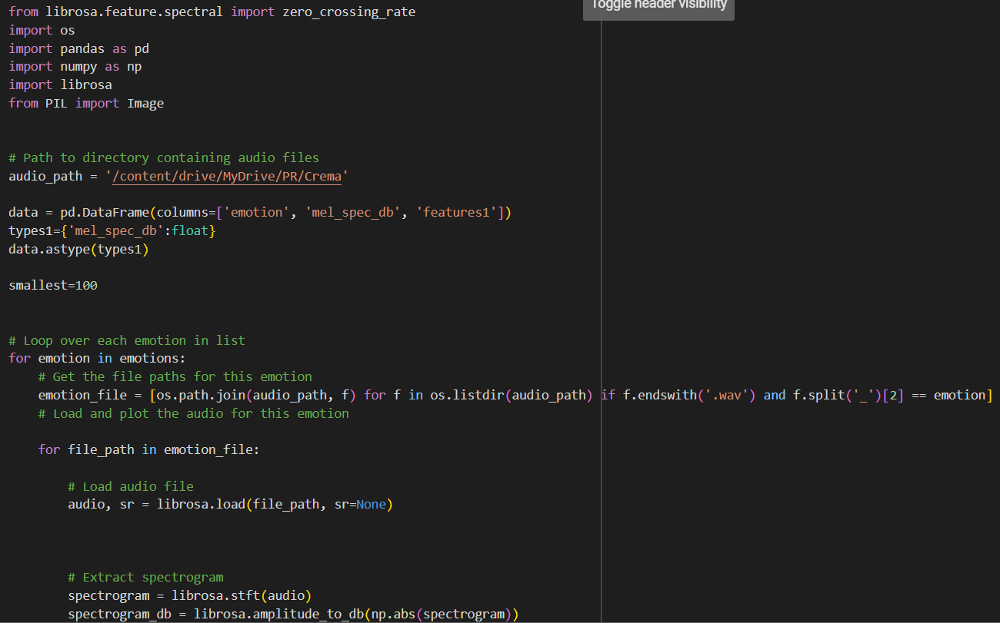 Toggle header visibility
from librosa.feature.spectral import zero_crossing_rate
import os
import pandas as pd
import numpy as np
import librosa
from PIL import Image
# Path to directory containing audio files
audio_path = '/content/drive/MyDrive/PR/Crema'
data = pd.DataFrame(columns=['emotion', 'mel_spec_db', 'features1'])
types1={'mel_spec_db':float}
data.astype(types1)
smallest=100
# Loop over each emotion in list
for emotion in emotions:
    # Get the file paths for this emotion
    emotion_file = [os.path.join(audio_path, f) for f in os.listdir(audio_path) if f.endswith('.wav') and f.split('_')[2] == emotion]
    # Load and plot the audio for this emotion
    for file_path in emotion_file:
        # Load audio file
        audio, sr = librosa.load(file_path, sr=None)
        # Extract spectrogram
        spectrogram = librosa.stft(audio)
        spectrogram_db = librosa.amplitude_to_db(np.abs(spectrogram))